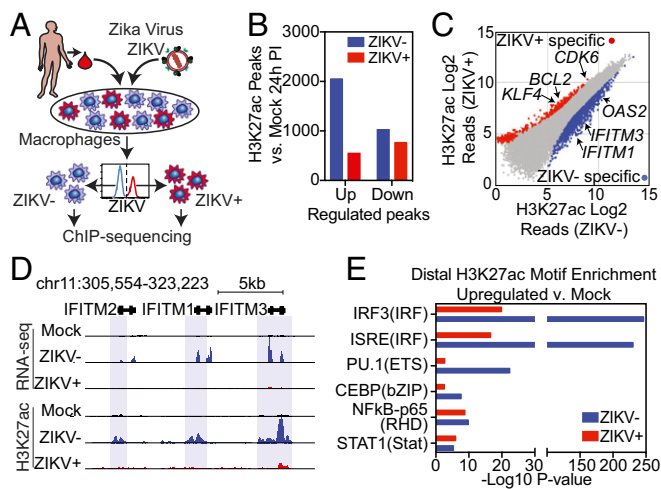 A
Zika Virus
ZIKV
Macrophages
ZIKV-
ZIKV
ZIKV+
ChIP-sequencing
B
H3K27ac Peaks
vs. Mock 24h PI
3000
2000
1000
0
ZIKV-
ZIKV+
Up Down
Regulated peaks
C
H3K27ac Log2
Reads (ZIKV+)
15
10
5
0
ZIKV+ specific
CDK6
BCL2
KLF4
OAS2
IFITM3
IFITM1
ZIKV- specific
0 5 10 15
H3K27ac Log2
Reads (ZIKV-)
D
chr11:305,554-323,223
5kb
IFITM2 IFITM1 IFITM3
RNA-seq
Mock
ZIKV-
ZIKV+
H3K27ac
Mock
ZIKV-
ZIKV+
E
Distal H3K27ac Motif Enrichment
Upregulated v. Mock
IRF3(IRF)
ISRE(IRF)
PU.1(ETS)
CEBP(bZIP)
NFkB-p65
(RHD)
STAT1(Stat)
ZIKV-
ZIKV+
0 10 20 30 100 150 200 250
-Log10 P-value